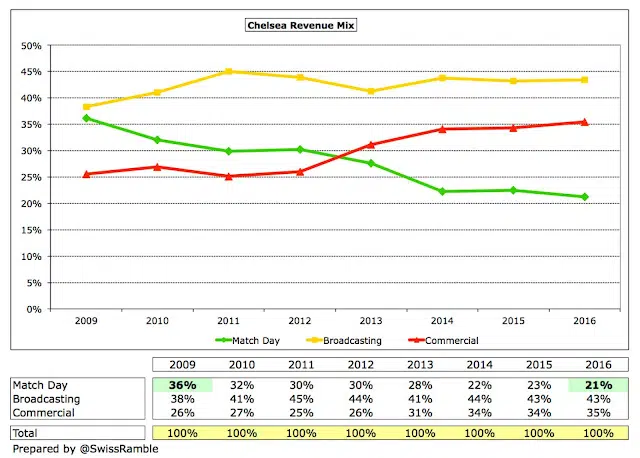 Chelsea Revenue Mix
50%
45%
40%
35%
30%
25%
20%
15%
10%
5%
0%
2009 2010 2011 2012 2013 2014 2015 2016
Match Day Broadcasting Commercial
2009 2010 2011 2012 2013 2014 2015 2016
Match Day 36% 32% 30% 30% 28% 22% 23% 21%
Broadcasting 38% 41% 45% 44% 41% 44% 43% 43%
Commercial 26% 27% 25% 26% 31% 34% 34% 35%
Total 100% 100% 100% 100% 100% 100% 100% 100%
Prepared by @SwissRamble